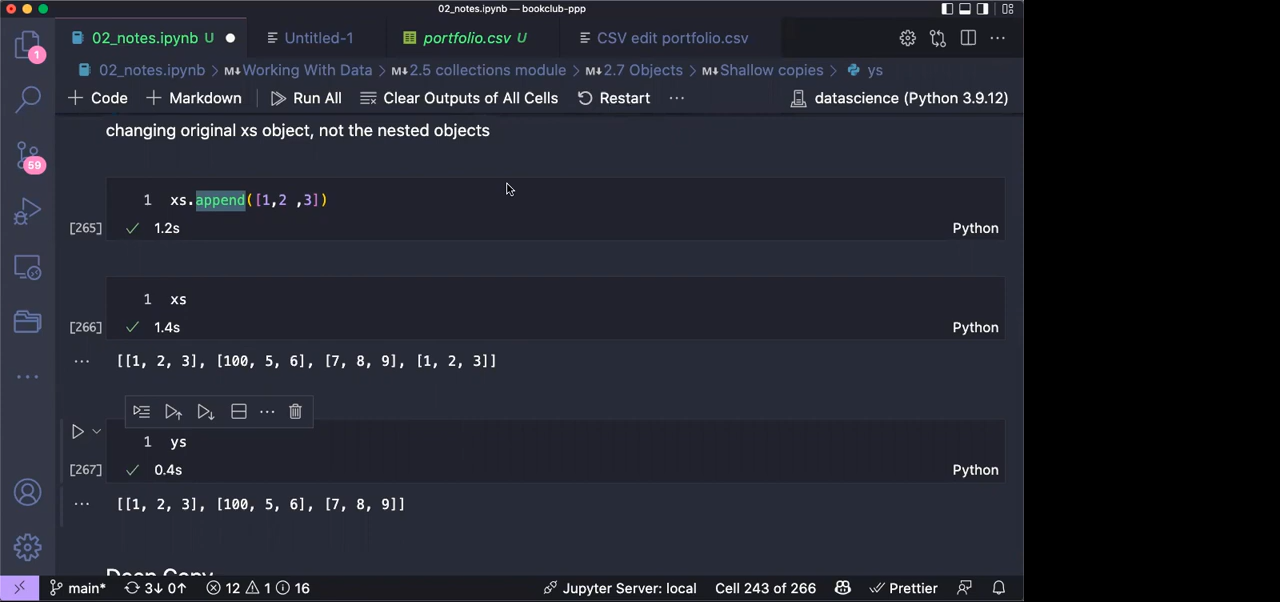 02_notes.ipynb — bookclub-ppp
02_notes.ipynb U
Untitled-1
portfolio.csv U
CSV edit portfolio.csv
02_notes.ipynb > M↓Working With Data > M↓2.5 collections module > M↓2.7 Objects > M↓Shallow copies > ys
+ Code + Markdown Run All Clear Outputs of All Cells Restart ··· datascience (Python 3.9.12)
changing original xs object, not the nested objects
1 xs.append([1,2 ,3])
[265] ✓ 1.2s Python
1 xs
[266] ✓ 1.4s Python
··· [[1, 2, 3], [100, 5, 6], [7, 8, 9], [1, 2, 3]]
1 ys
[267] ✓ 0.4s Python
··· [[1, 2, 3], [100, 5, 6], [7, 8, 9]]
Deep Copy
1
59
main* 3↓ 0↑ 12 1 16 Jupyter Server: local Cell 243 of 266 Prettier